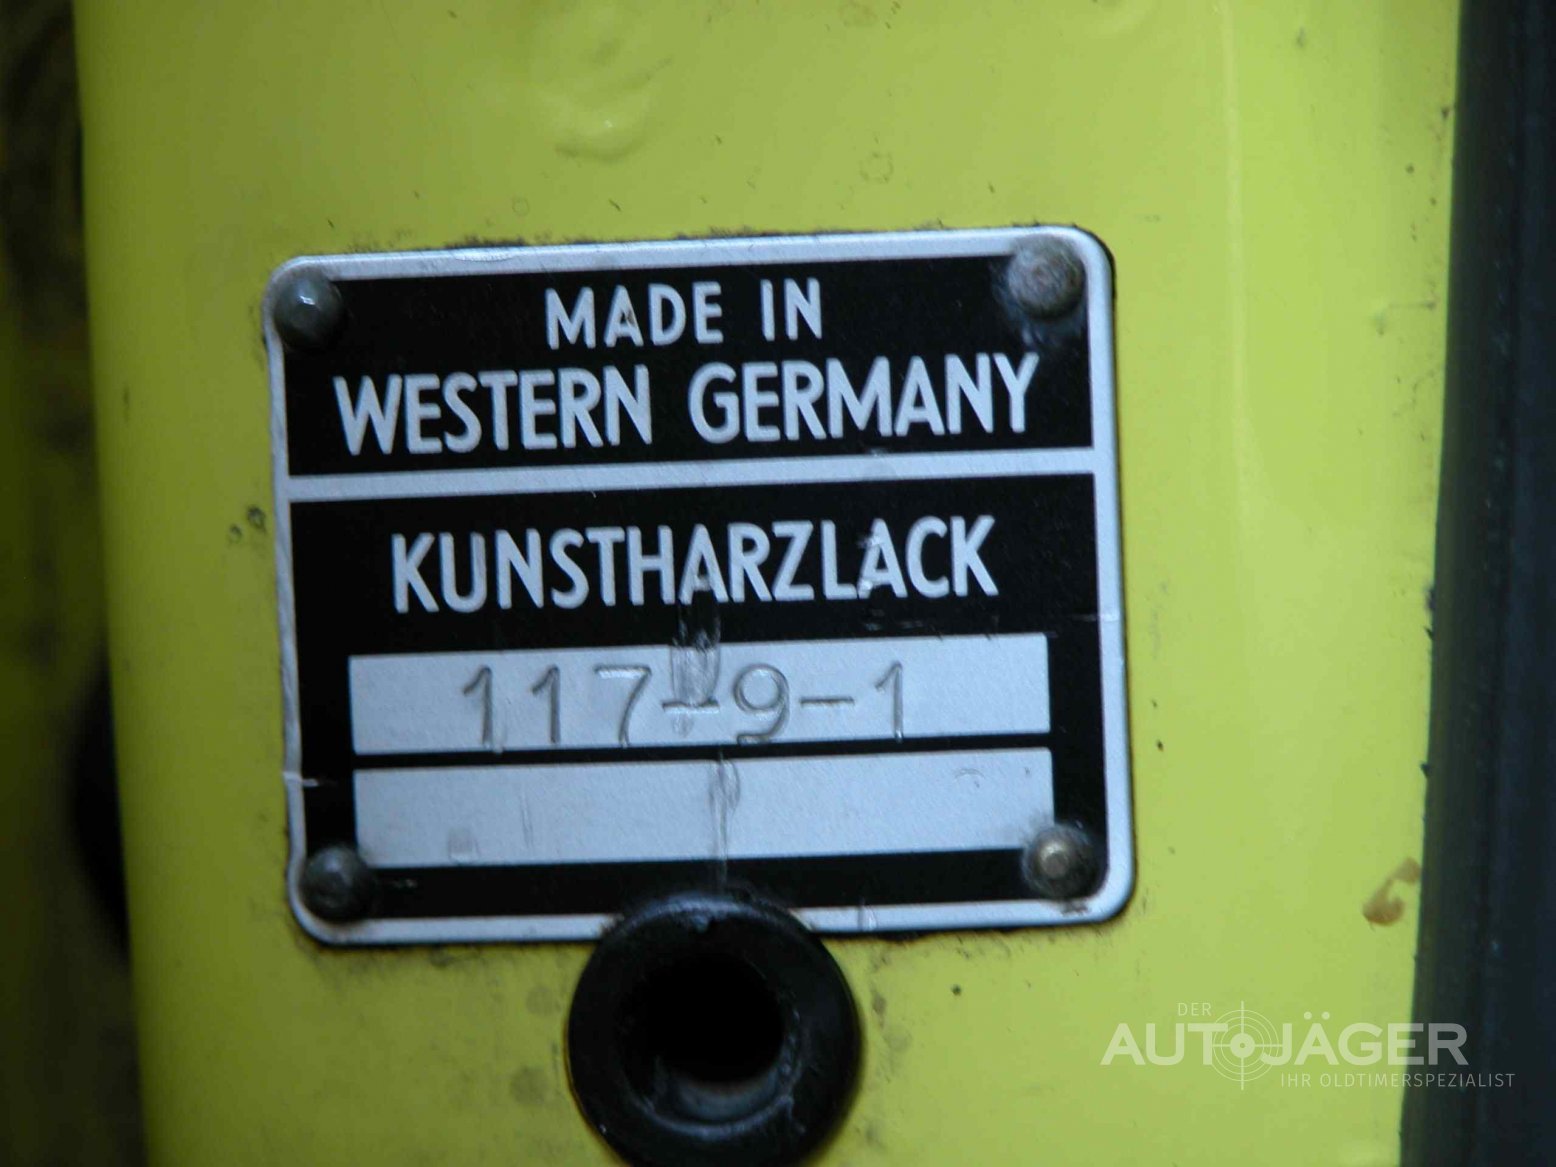 MADE IN
WESTERN GERMANY
KUNSTHARZLACK
117-9-1
DER
AUTOJÄGER
IHR OLDTIMERSPEZIALIST